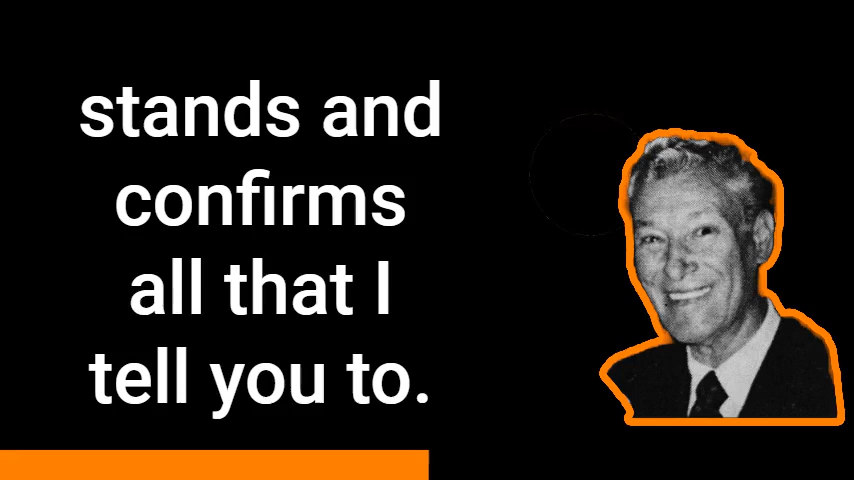 stands and
confirms
all that I
tell you to.